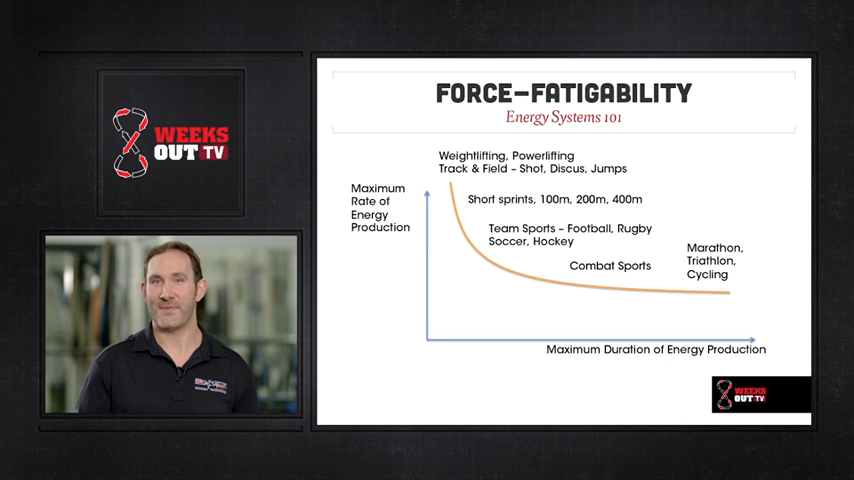 WEEKS
OUT TV
FORCE-FATIGABILITY
Energy Systems 101
Weightlifting, Powerlifting
Track & Field – Shot, Discus, Jumps
Maximum
Rate of
Energy
Production
Short sprints, 100m, 200m, 400m
Team Sports – Football, Rugby
Soccer, Hockey
Combat Sports
Marathon,
Triathlon,
Cycling
Maximum Duration of Energy Production
WEEKS
OUT TV